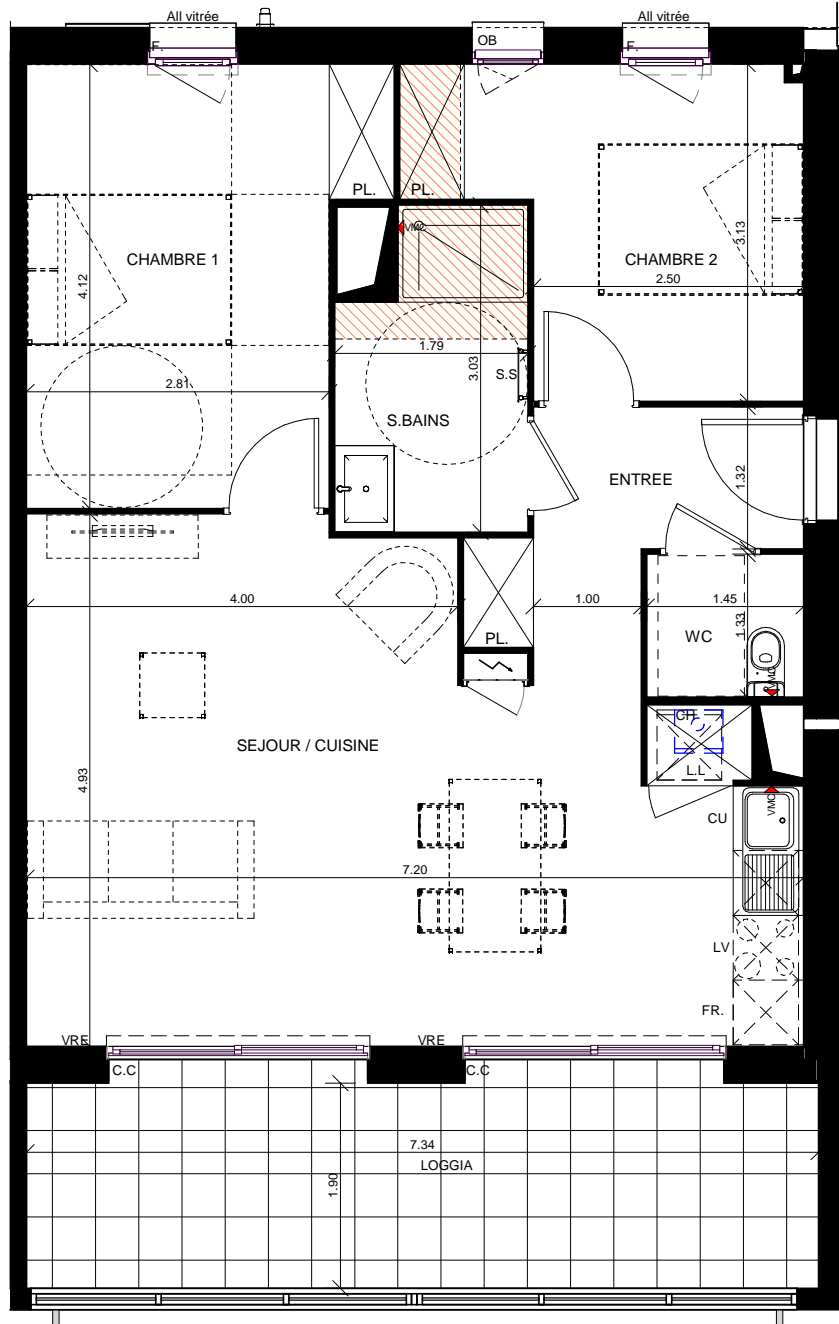 All vitrée
All vitrée
F.
OB
F.
PL.
PL.
VMC
CHAMBRE 1
CHAMBRE 2
3.13
2.50
4.12
1.79
3.03
S.S
2.81
S.BAINS
ENTREE
1.32
4.00
1.00
1.45
1.33
WC
PL.
VMC
CH
L.L
SEJOUR / CUISINE
4.93
CU
VMC
7.20
LV
FR.
VRE
VRE
C.C
C.C
7.34
LOGGIA
1.90